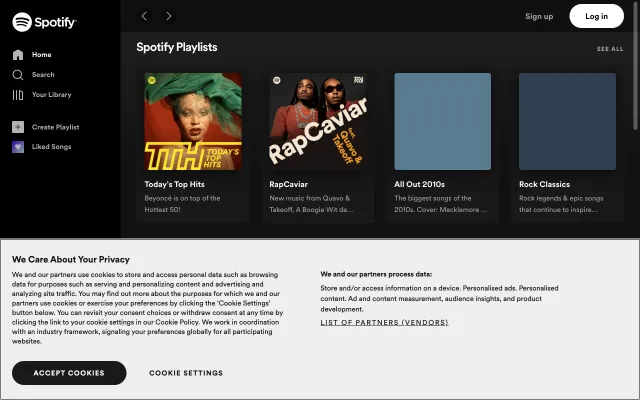 Spotify
Home
Search
Your Library
Create Playlist
Liked Songs
Sign up
Log in
Spotify Playlists
SEE ALL
TTH TODAY'S
TOP
HITS
Today's Top Hits
Beyoncé is on top of the
Hottest 50!
RapCaviar
feat.
Quavo &
Takeoff
RapCaviar
New music from Quavo &
Takeoff, A Boogie Wit da...
All Out 2010s
The biggest songs of the
2010s. Cover: Macklemore ...
Rock Classics
Rock legends & epic songs
that continue to inspire...
We Care About Your Privacy
We and our partners use cookies to store and access personal data such as browsing
data for purposes such as serving and personalizing content and advertising and
analyzing site traffic. You may find out more about the purposes for which we and our
partners use cookies or exercise your preferences by clicking the 'Cookie Settings'
button below. You can revisit your consent choices or withdraw consent at any time by
clicking the link to your cookie settings in our Cookie Policy. We work in coordination
with an industry framework, signaling your preferences globally for all participating
websites.
We and our partners process data:
Store and/or access information on a device. Personalised ads. Personalised
content. Ad and content measurement, audience insights, and product
development.
LIST OF PARTNERS (VENDORS)
ACCEPT COOKIES
COOKIE SETTINGS